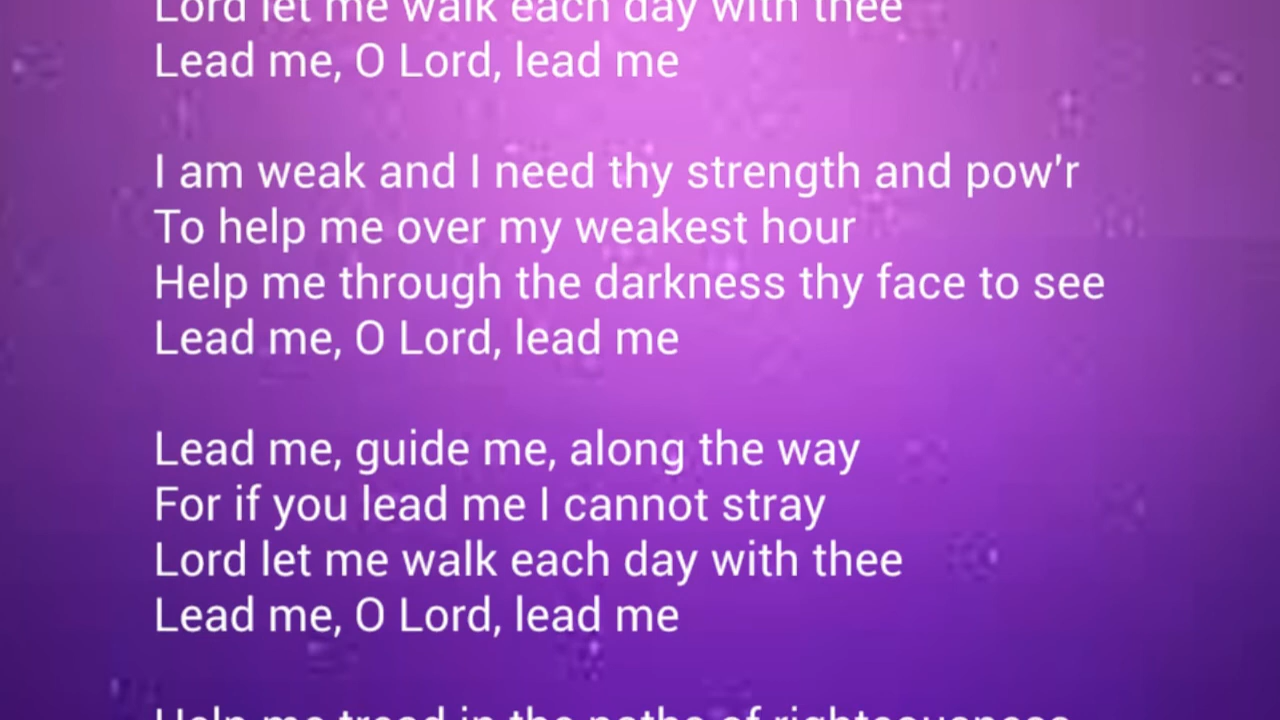 Lord let me walk each day with thee
Lead me, O Lord, lead me
I am weak and I need thy strength and pow'r
To help me over my weakest hour
Help me through the darkness thy face to see
Lead me, O Lord, lead me
Lead me, guide me, along the way
For if you lead me I cannot stray
Lord let me walk each day with thee
Lead me, O Lord, lead me
Help me tread in the paths of righteousness